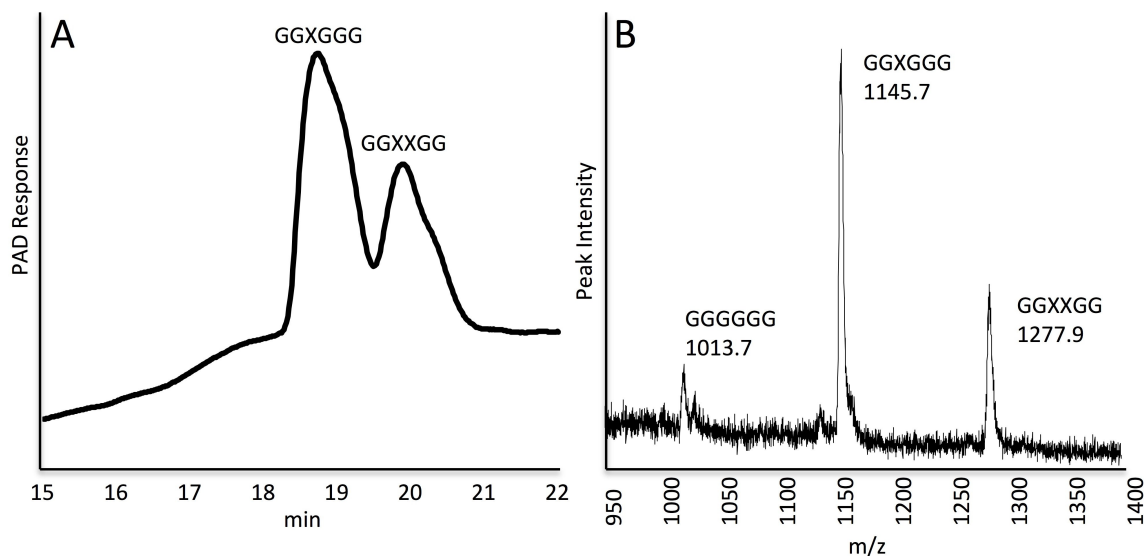 A
GGXGGG
GGXXGG
PAD Response
15 16 17 18 19 20 21 22
min
B
GGXGGG
1145.7
GGXXGG
1277.9
GGGGGG
1013.7
Peak Intensity
950 1000 1050 1100 1150 1200 1250 1300 1350 1400
m/z